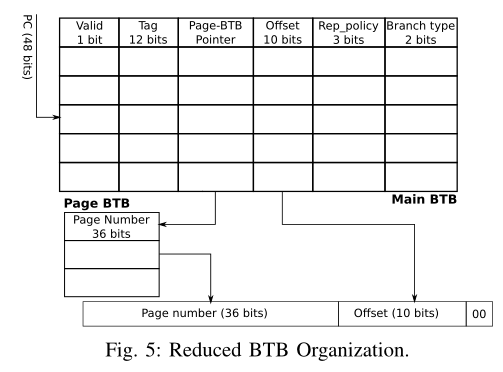 PC (48 bits)
Valid
1 bit
Tag
12 bits
Page-BTB
Pointer
Offset
10 bits
Rep_policy
3 bits
Branch type
2 bits
Page BTB
Main BTB
Page Number
36 bits
Page number (36 bits)
Offset (10 bits)
00
Fig. 5: Reduced BTB Organization.